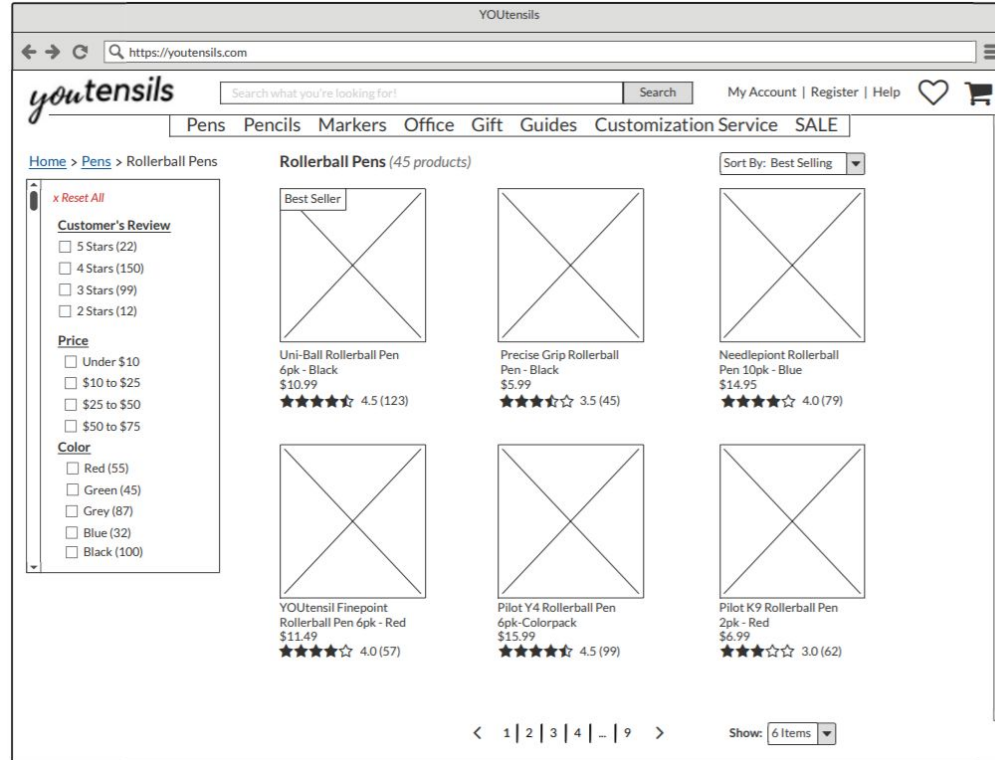 YOUtensils
https://youtensils.com
youtensils
Search what you're looking for!
Search
My Account | Register | Help
Pens Pencils Markers Office Gift Guides Customization Service SALE
Home > Pens > Rollerball Pens
Rollerball Pens (45 products)
Sort By: Best Selling
x Reset All
Customer's Review
5 Stars (22)
4 Stars (150)
3 Stars (99)
2 Stars (12)
Price
Under $10
$10 to $25
$25 to $50
$50 to $75
Color
Red (55)
Green (45)
Grey (87)
Blue (32)
Black (100)
Best Seller
Uni-Ball Rollerball Pen
6pk - Black
$10.99
4.5 (123)
Precise Grip Rollerball
Pen - Black
$5.99
3.5 (45)
Needlepiont Rollerball
Pen 10pk - Blue
$14.95
4.0 (79)
YOUtensil Finepoint
Rollerball Pen 6pk - Red
$11.49
4.0 (57)
Pilot Y4 Rollerball Pen
6pk-Colorpack
$15.99
4.5 (99)
Pilot K9 Rollerball Pen
2pk - Red
$6.99
3.0 (62)
< 1 | 2 | 3 | 4 | ... | 9 >
Show: 6 Items